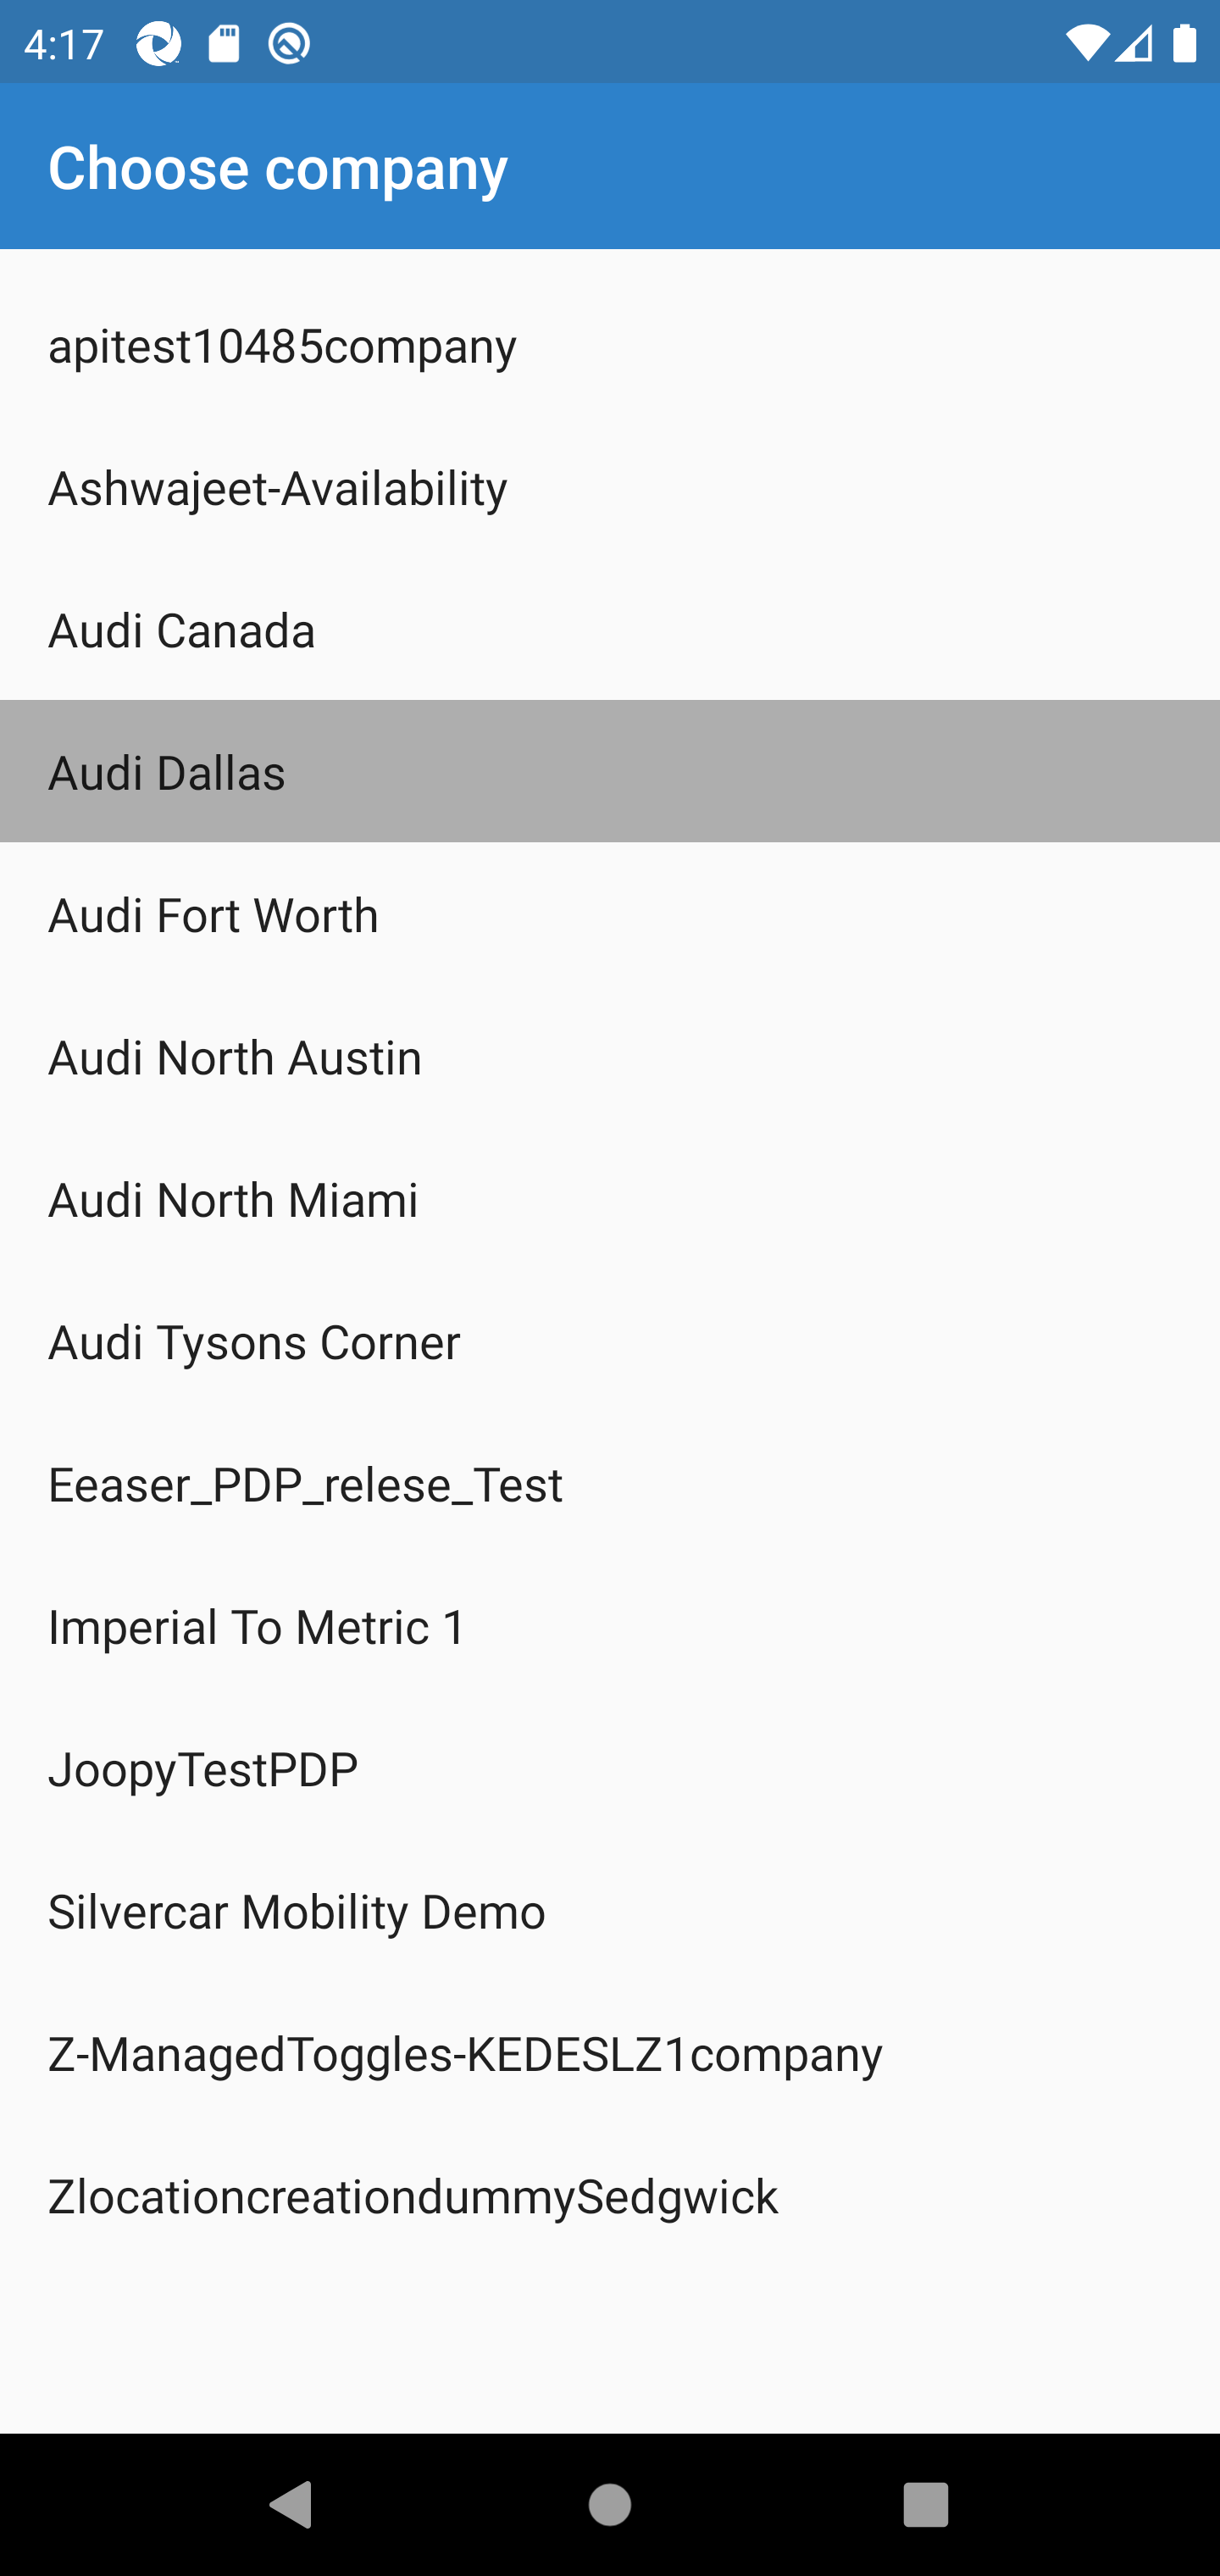 4:17
Choose company
apitest10485company
Ashwajeet-Availability
Audi Canada
Audi Dallas
Audi Fort Worth
Audi North Austin
Audi North Miami
Audi Tysons Corner
Eeaser_PDP_relese_Test
Imperial To Metric 1
JoopyTestPDP
Silvercar Mobility Demo
Z-ManagedToggles-KEDESLZ1company
ZlocationcreationdummySedgwick